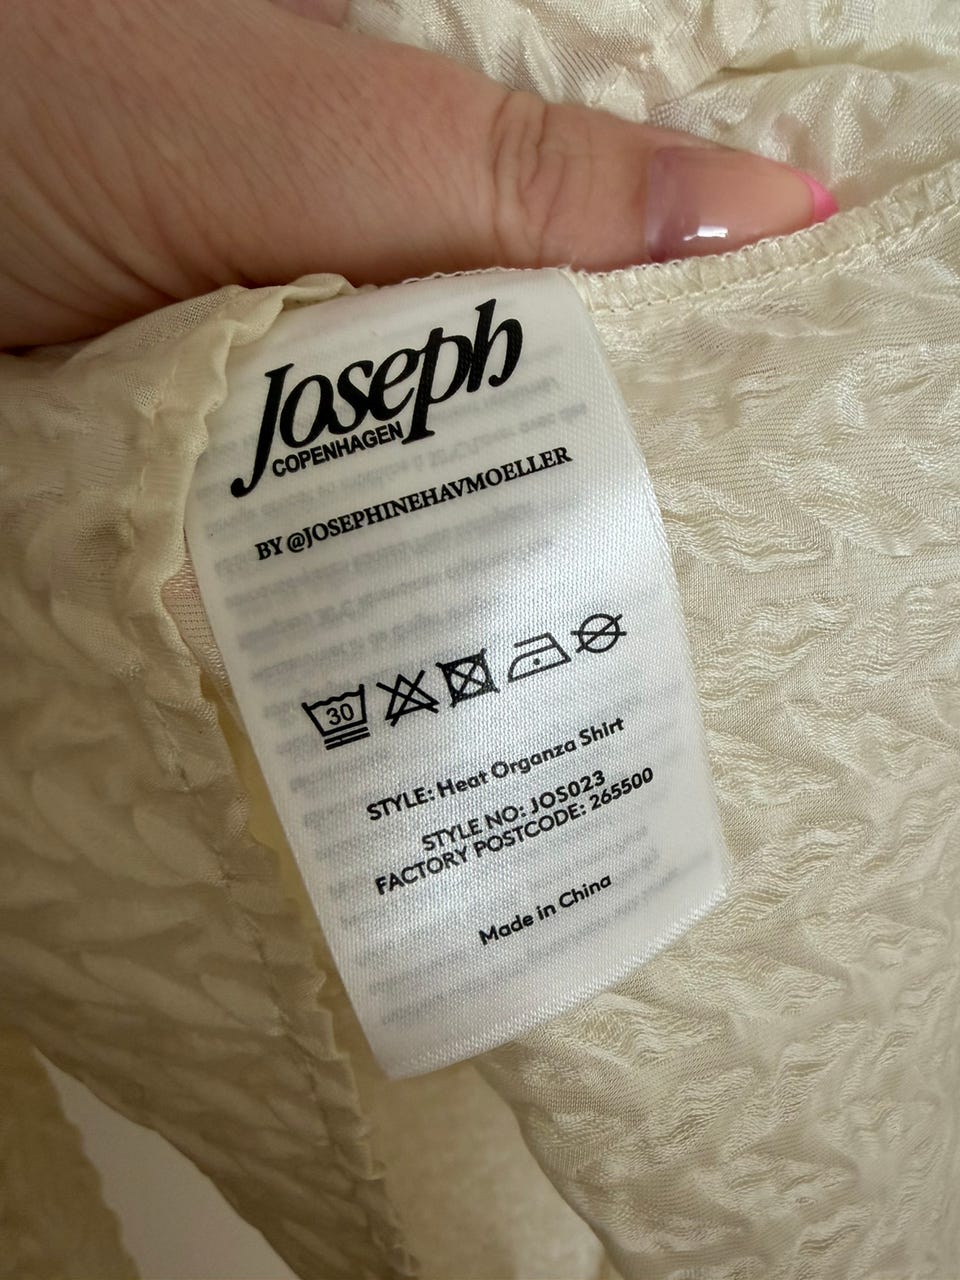 Joseph
COPENHAGEN
BY @JOSEPHINEHAVMOELLER
30
STYLE: Heat Organza Shirt
STYLE NO: JOS023
FACTORY POSTCODE: 265500
Made in China